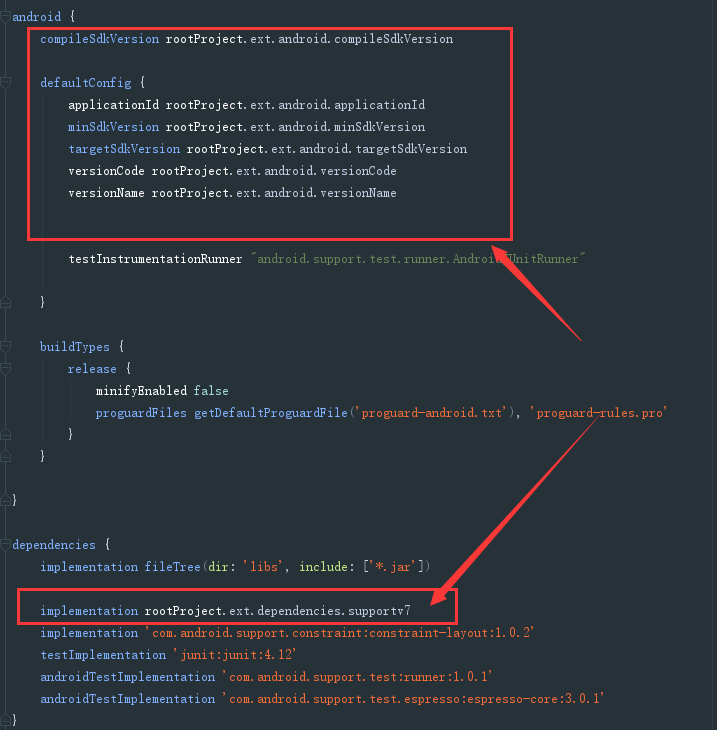 android {
compileSdkVersion rootProject.ext.android.compileSdkVersion
defaultConfig {
applicationId rootProject.ext.android.applicationId
minSdkVersion rootProject.ext.android.minSdkVersion
targetSdkVersion rootProject.ext.android.targetSdkVersion
versionCode rootProject.ext.android.versionCode
versionName rootProject.ext.android.versionName
testInstrumentationRunner "android.support.test.runner.AndroidJUnitRunner"
}
buildTypes {
release {
minifyEnabled false
proguardFiles getDefaultProguardFile('proguard-android.txt'), 'proguard-rules.pro'
}
}
}
dependencies {
implementation fileTree(dir: 'libs', include: ['*.jar'])
implementation rootProject.ext.dependencies.supportv7
implementation 'com.android.support.constraint:constraint-layout:1.0.2'
testImplementation 'junit:junit:4.12'
androidTestImplementation 'com.android.support.test:runner:1.0.1'
androidTestImplementation 'com.android.support.test.espresso:espresso-core:3.0.1'
}